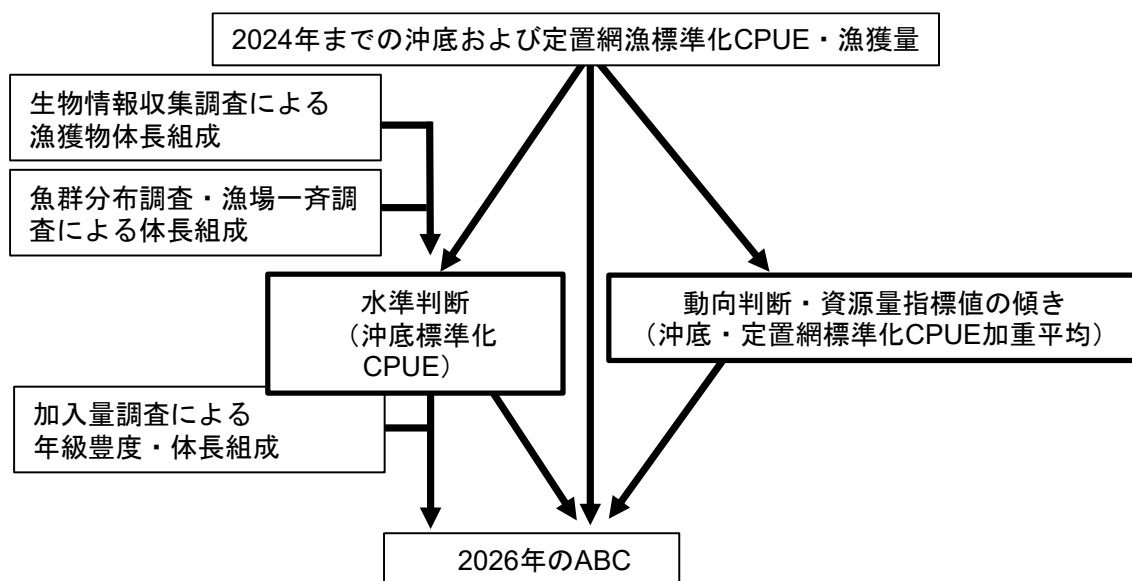 2024年までの沖底および定置網漁標準化CPUE・漁獲量
生物情報収集調査による
漁獲物体長組成
魚群分布調査・漁場一斉調
査による体長組成
水準判断
（沖底標準化
CPUE）
動向判断・資源量指標値の傾き
（沖底・定置網標準化CPUE加重平均）
加入量調査による
年級豊度・体長組成
2026年のABC